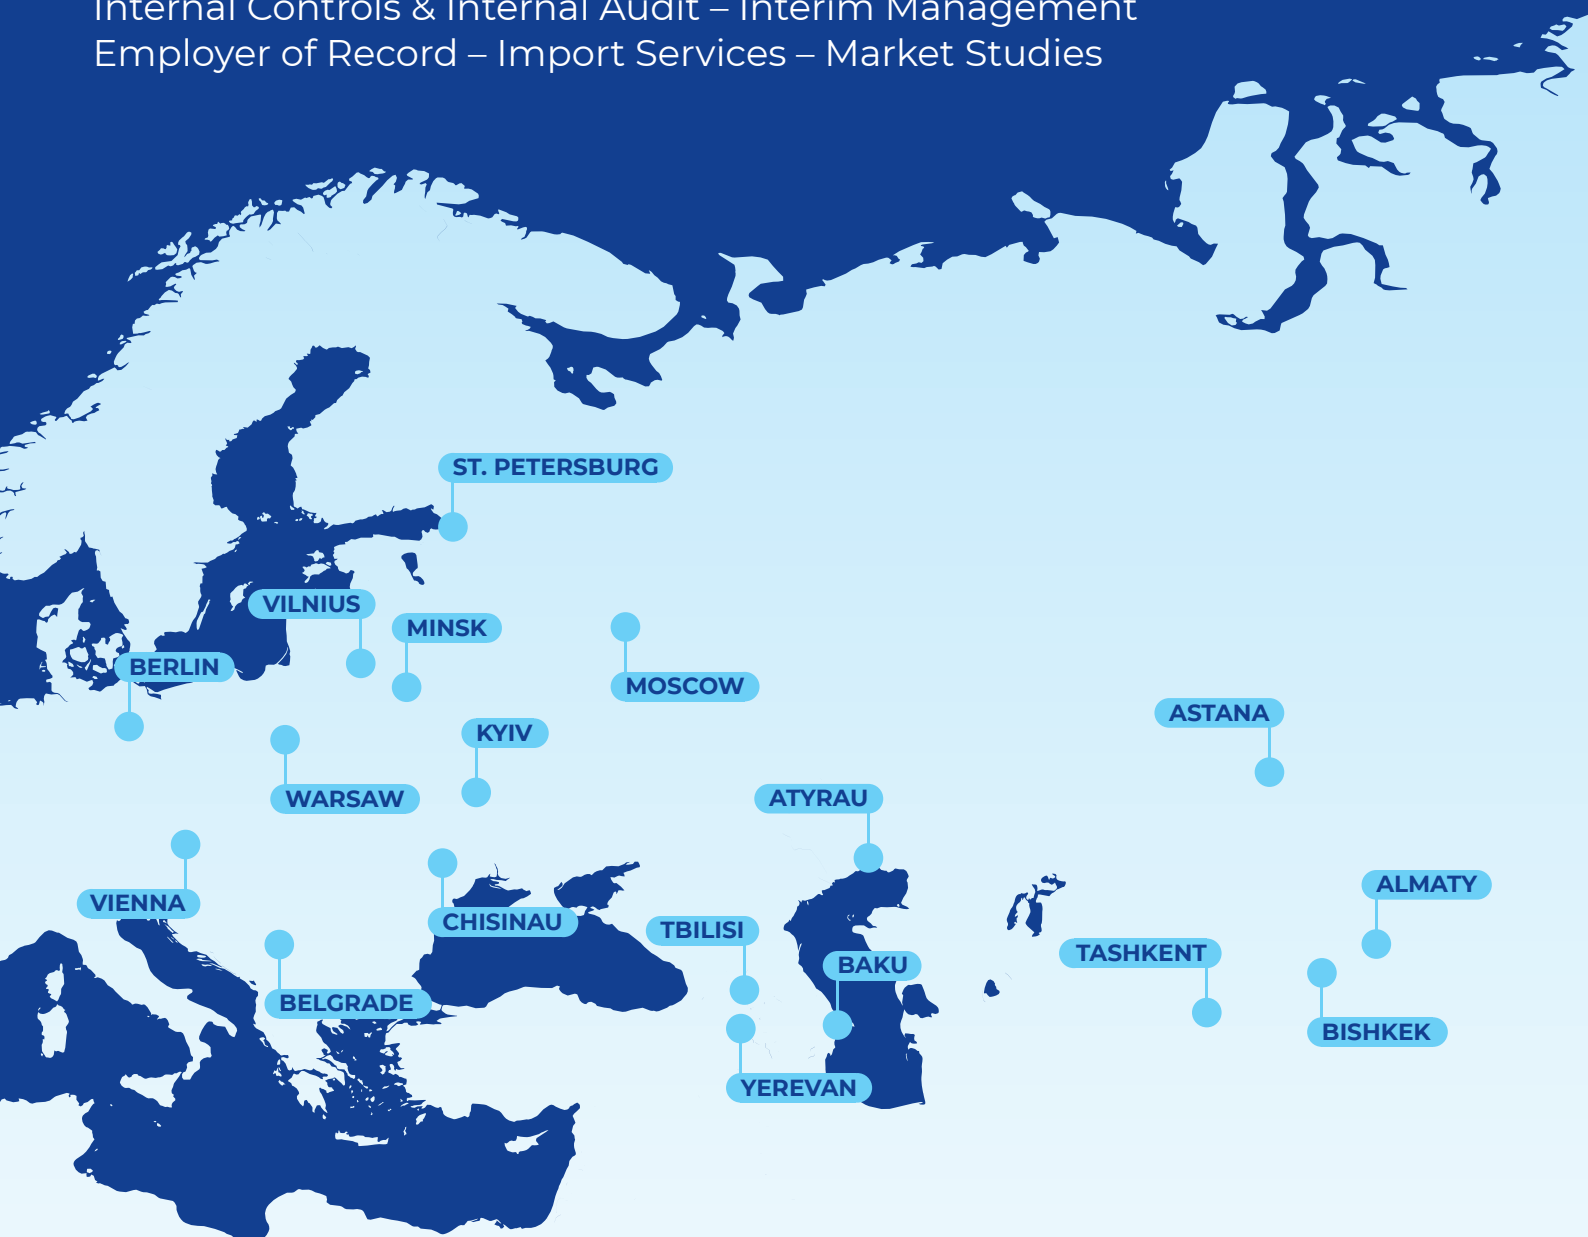 Internal Controls & Internal Audit – Interim Management
Employer of Record – Import Services – Market Studies
ST. PETERSBURG
VILNIUS
MINSK
BERLIN
MOSCOW
ASTANA
KYIV
WARSAW
ATYRAU
ALMATY
VIENNA
CHISINAU
TBILISI
TASHKENT
BAKU
BELGRADE
BISHKEK
YEREVAN